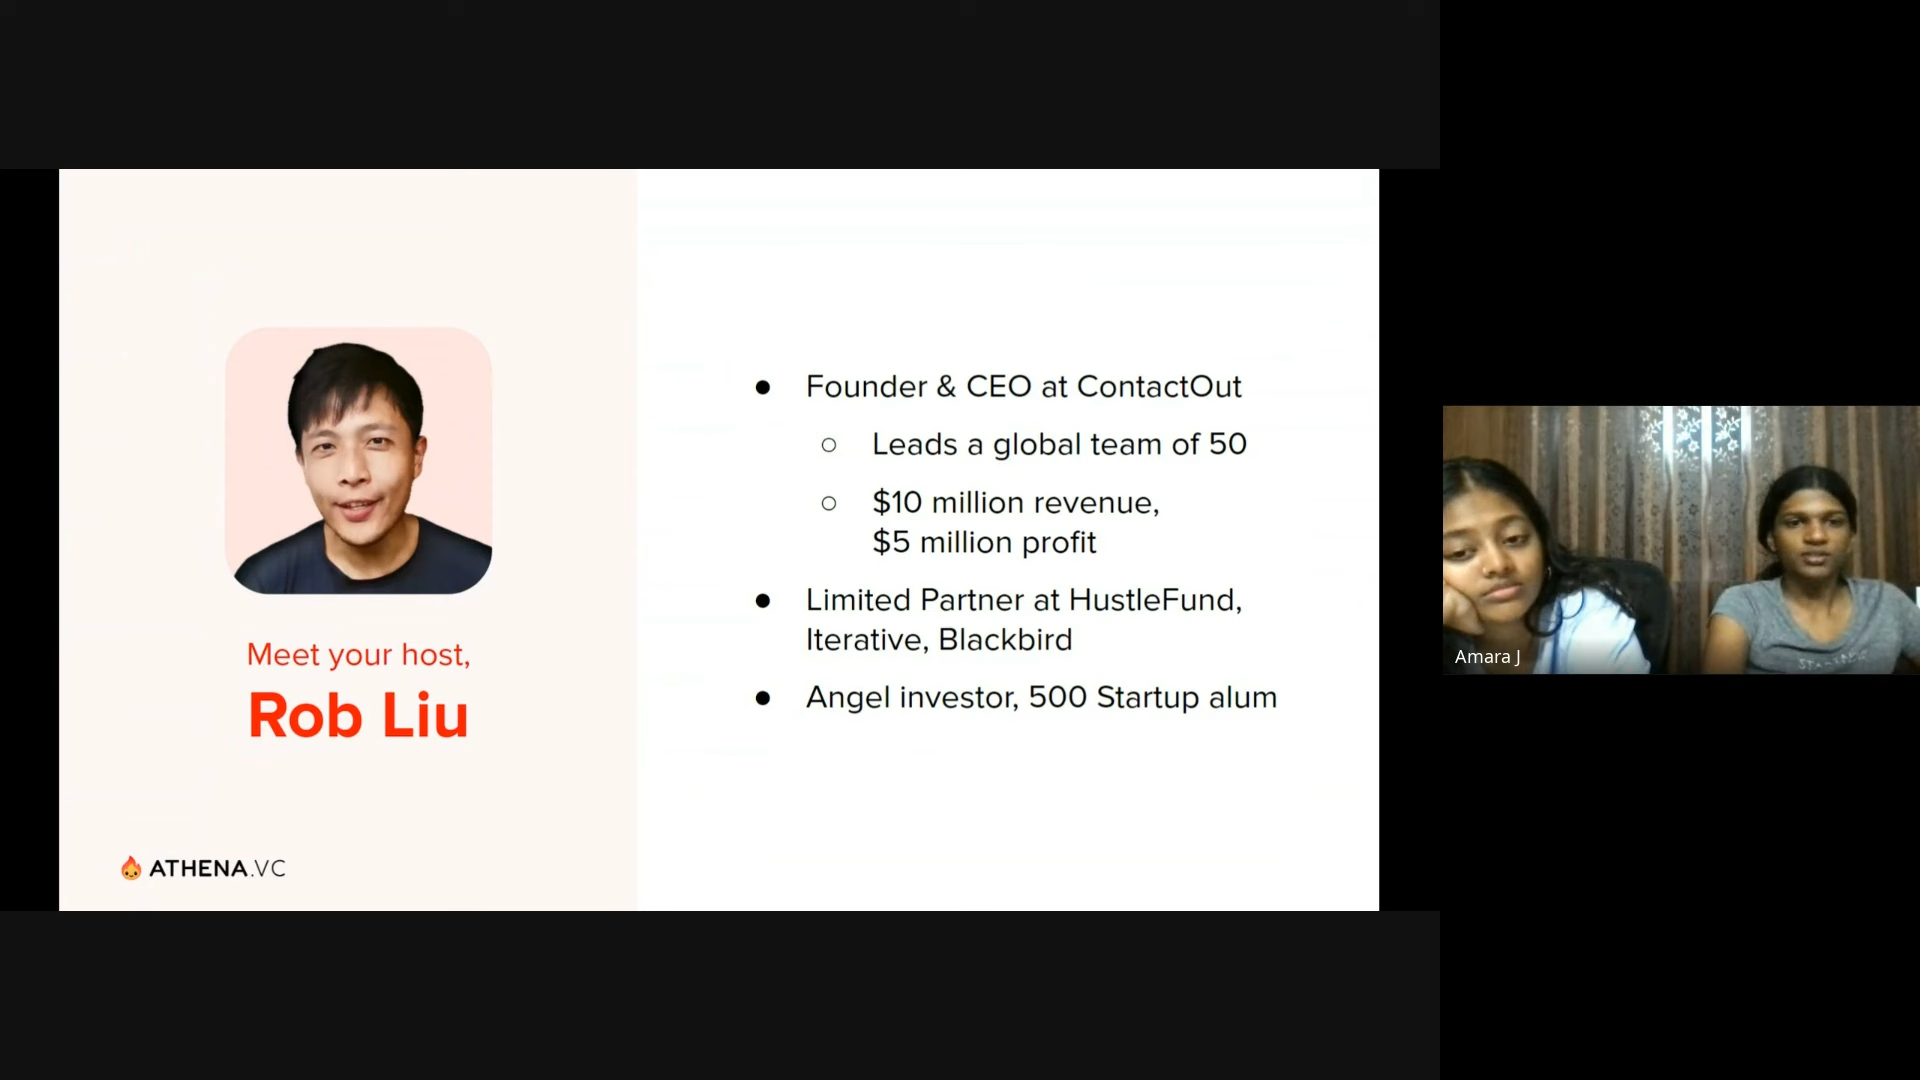 Founder & CEO at ContactOut
Leads a global team of 50
$10 million revenue,
$5 million profit
Limited Partner at HustleFund,
Iterative, Blackbird
Angel investor, 500 Startup alum
Meet your host,
Rob Liu
ATHENA.VC
Amara J